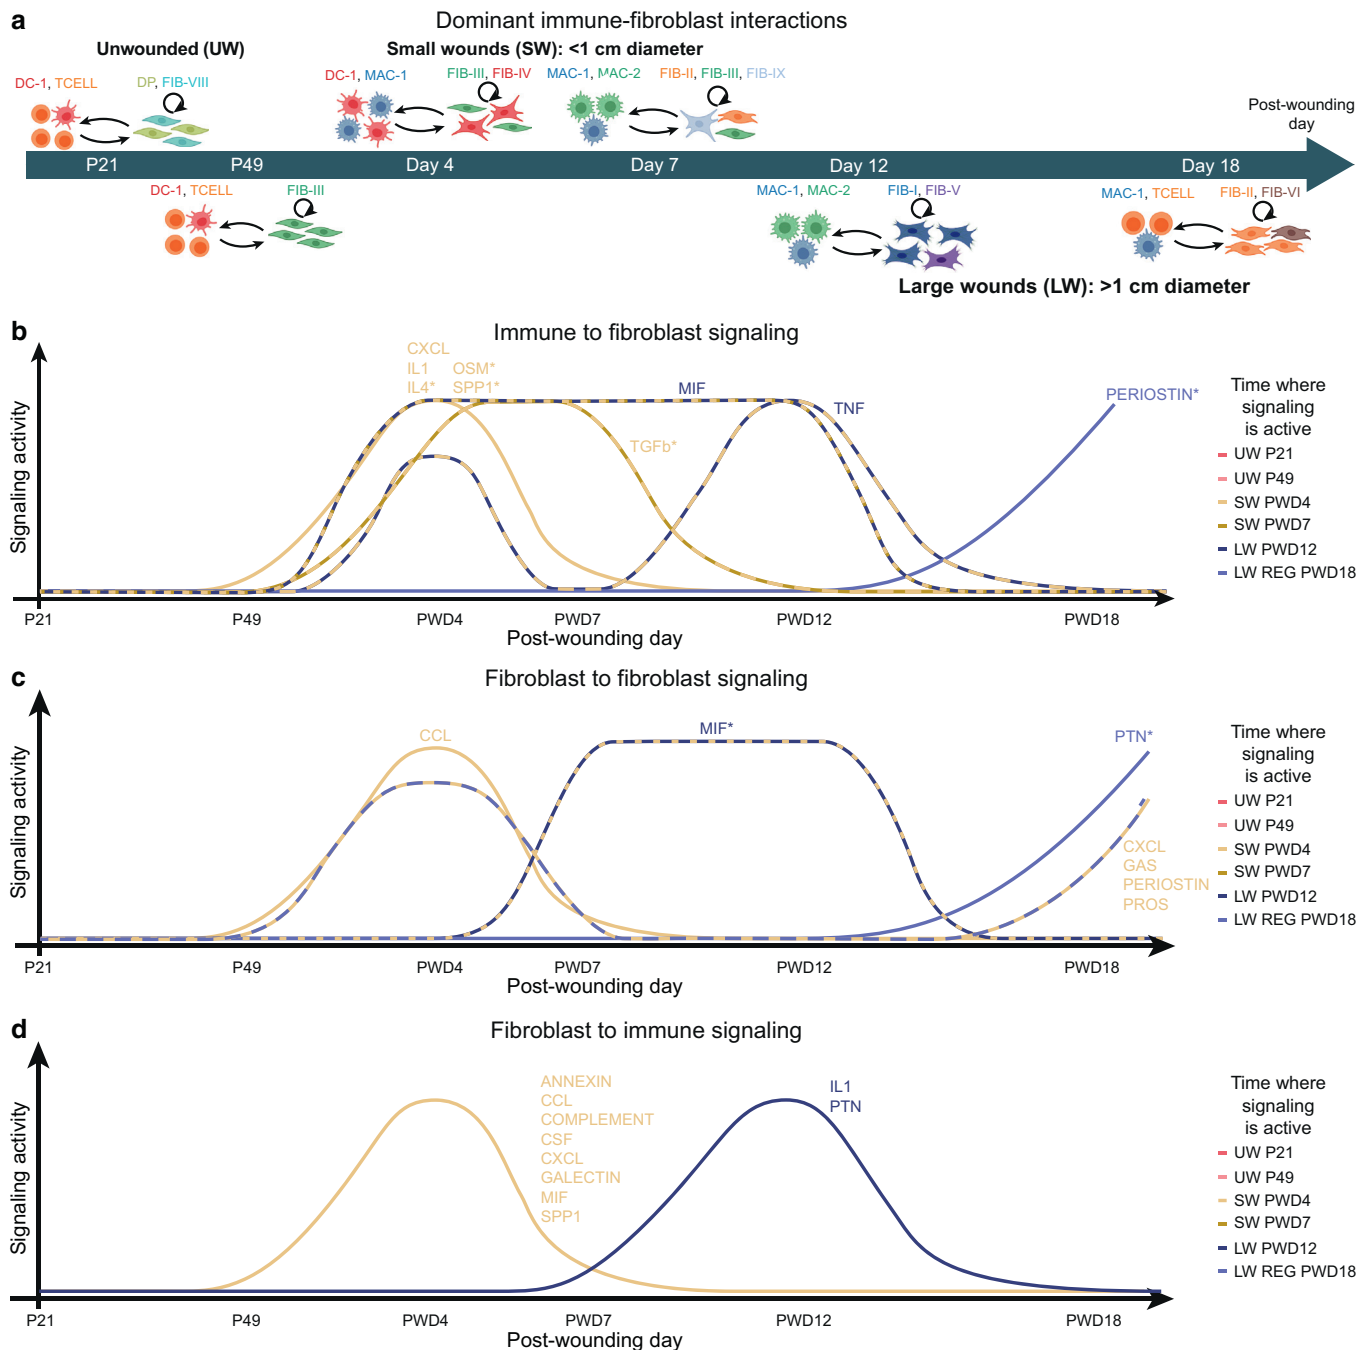 a
Dominant immune-fibroblast interactions
Unwounded (UW)
Small wounds (SW): <1 cm diameter
DC-1, TCELL
DP, FIB-VIII
DC-1, MAC-1
FIB-III, FIB-IV
MAC-1, MAC-2
FIB-II, FIB-III, FIB-IX
Post-wounding
day
P21
P49
Day 4
Day 7
Day 12
Day 18
DC-1, TCELL
FIB-III
MAC-1, MAC-2
FIB-I, FIB-V
MAC-1, TCELL
FIB-II, FIB-VI
Large wounds (LW): >1 cm diameter
b
Immune to fibroblast signaling
Signaling activity
CXCL
IL1
IL4*
OSM*
SPP1*
MIF
TNF
TGFb*
PERIOSTIN*
Time where
signaling
is active
UW P21
UW P49
SW PWD4
SW PWD7
LW PWD12
LW REG PWD18
P21
P49
PWD4
PWD7
PWD12
PWD18
Post-wounding day
c
Fibroblast to fibroblast signaling
Signaling activity
CCL
MIF*
PTN*
CXCL
GAS
PERIOSTIN
PROS
Time where
signaling
is active
UW P21
UW P49
SW PWD4
SW PWD7
LW PWD12
LW REG PWD18
P21
P49
PWD4
PWD7
PWD12
PWD18
Post-wounding day
d
Fibroblast to immune signaling
Signaling activity
ANNEXIN
CCL
COMPLEMENT
CSF
CXCL
GALECTIN
MIF
SPP1
IL1
PTN
Time where
signaling
is active
UW P21
UW P49
SW PWD4
SW PWD7
LW PWD12
LW REG PWD18
P21
P49
PWD4
PWD7
PWD12
PWD18
Post-wounding day